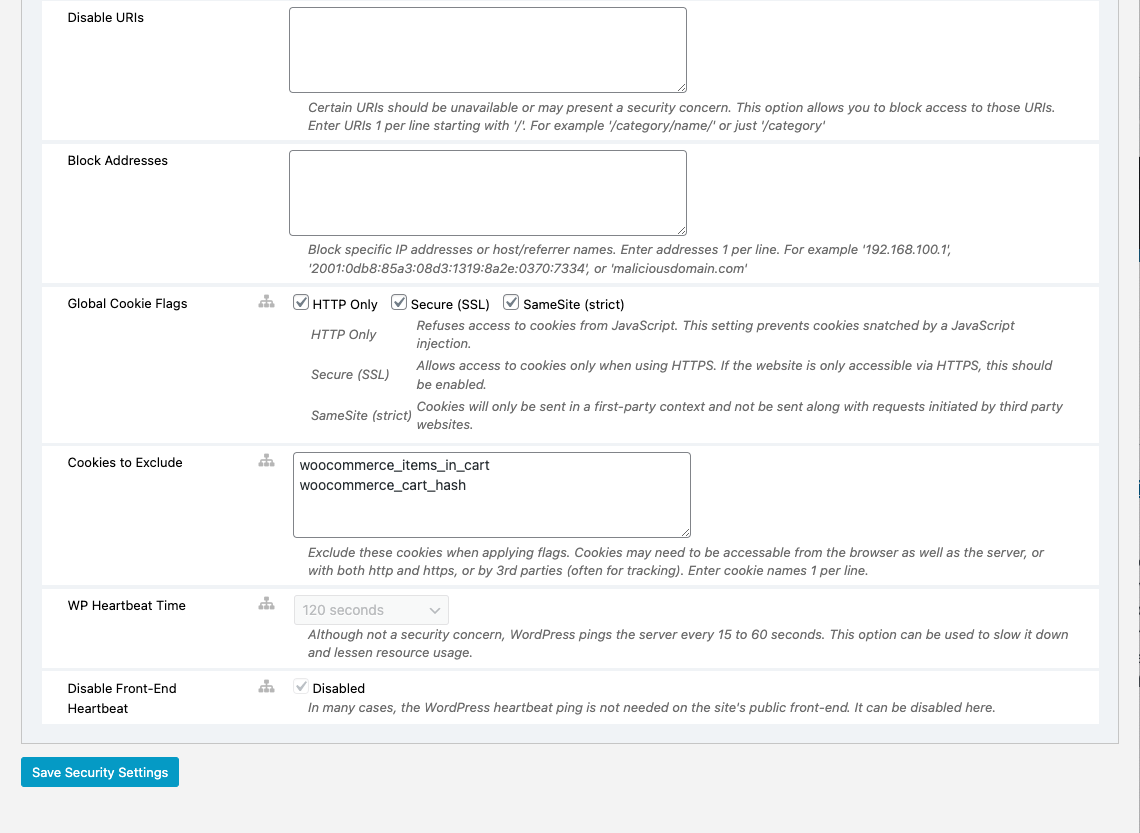 Disable URIs
Certain URIs should be unavailable or may present a security concern. This option allows you to block access to those URIs.
Enter URIs 1 per line starting with '/'. For example '/category/name/' or just '/category'
Block Addresses
Block specific IP addresses or host/referrer names. Enter addresses 1 per line. For example '192.168.100.1',
'2001:0db8:85a3:08d3:1319:8a2e:0370:7334', or 'maliciousdomain.com'
Global Cookie Flags
HTTP Only Secure (SSL) SameSite (strict)
HTTP Only
Refuses access to cookies from JavaScript. This setting prevents cookies snatched by a JavaScript
injection.
Secure (SSL)
Allows access to cookies only when using HTTPS. If the website is only accessible via HTTPS, this should
be enabled.
SameSite (strict)
Cookies will only be sent in a first-party context and not be sent along with requests initiated by third party
websites.
Cookies to Exclude
woocommerce_items_in_cart
woocommerce_cart_hash
Exclude these cookies when applying flags. Cookies may need to be accessable from the browser as well as the server, or
with both http and https, or by 3rd parties (often for tracking). Enter cookie names 1 per line.
WP Heartbeat Time
120 seconds
Although not a security concern, WordPress pings the server every 15 to 60 seconds. This option can be used to slow it down
and lessen resource usage.
Disable Front-End
Heartbeat
Disabled
In many cases, the WordPress heartbeat ping is not needed on the site's public front-end. It can be disabled here.
Save Security Settings